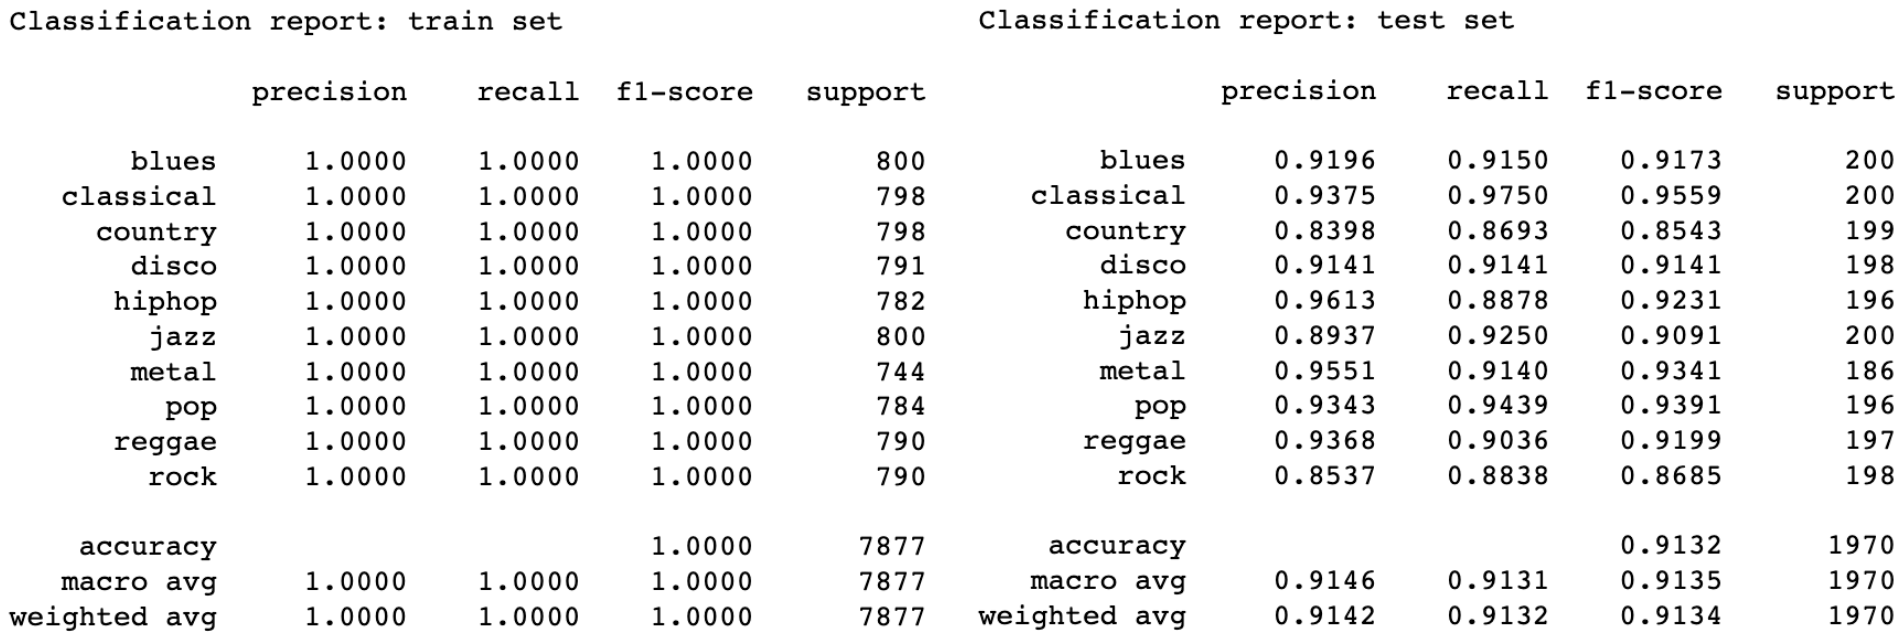 Classification report: train set
precision recall f1-score support
blues 1.0000 1.0000 1.0000 800
classical 1.0000 1.0000 1.0000 798
country 1.0000 1.0000 1.0000 798
disco 1.0000 1.0000 1.0000 791
hiphop 1.0000 1.0000 1.0000 782
jazz 1.0000 1.0000 1.0000 800
metal 1.0000 1.0000 1.0000 744
pop 1.0000 1.0000 1.0000 784
reggae 1.0000 1.0000 1.0000 790
rock 1.0000 1.0000 1.0000 790
accuracy 1.0000 7877
macro avg 1.0000 1.0000 1.0000 7877
weighted avg 1.0000 1.0000 1.0000 7877
Classification report: test set
precision recall f1-score support
blues 0.9196 0.9150 0.9173 200
classical 0.9375 0.9750 0.9559 200
country 0.8398 0.8693 0.8543 199
disco 0.9141 0.9141 0.9141 198
hiphop 0.9613 0.8878 0.9231 196
jazz 0.8937 0.9250 0.9091 200
metal 0.9551 0.9140 0.9341 186
pop 0.9343 0.9439 0.9391 196
reggae 0.9368 0.9036 0.9199 197
rock 0.8537 0.8838 0.8685 198
accuracy 0.9132 1970
macro avg 0.9146 0.9131 0.9135 1970
weighted avg 0.9142 0.9132 0.9134 1970